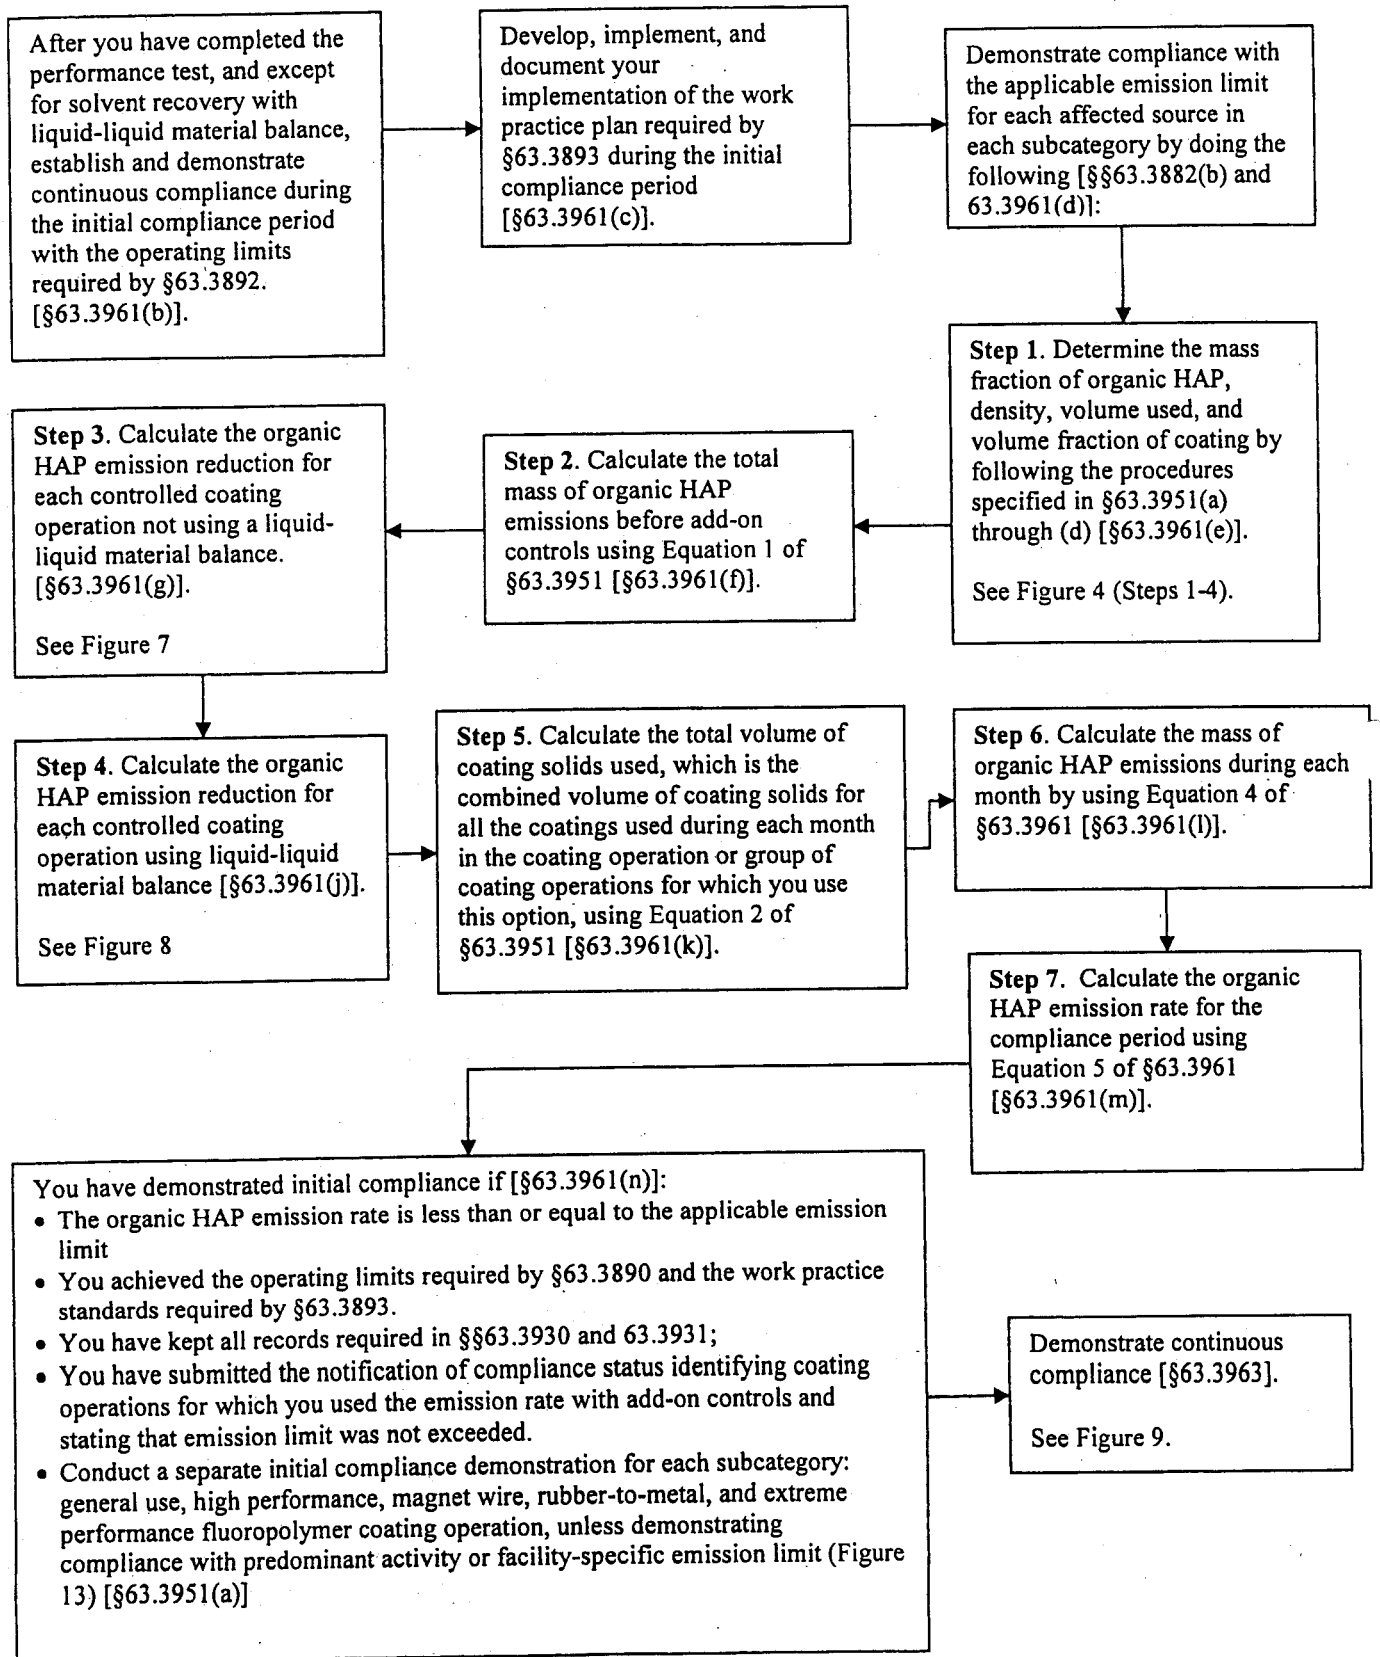 After you have completed the
performance test, and except
for solvent recovery with
liquid-liquid material balance,
establish and demonstrate
continuous compliance during
the initial compliance period
with the operating limits
required by §63.3892.
[§63.3961(b)].
Develop, implement, and
document your
implementation of the work
practice plan required by
§63.3893 during the initial
compliance period
[§63.3961(c)].
Demonstrate compliance with
the applicable emission limit
for each affected source in
each subcategory by doing the
following [§§63.3882(b) and
63.3961(d)]:
Step 1. Determine the mass
fraction of organic HAP,
density, volume used, and
volume fraction of coating by
following the procedures
specified in §63.3951(a)
through (d) [§63.3961(e)].
See Figure 4 (Steps 1-4).
Step 2. Calculate the total
mass of organic HAP
emissions before add-on
controls using Equation 1 of
§63.3951 [§63.3961(f)].
Step 3. Calculate the organic
HAP emission reduction for
each controlled coating
operation not using a liquid-
liquid material balance.
[§63.3961(g)].
See Figure 7
Step 4. Calculate the organic
HAP emission reduction for
each controlled coating
operation using liquid-liquid
material balance [§63.3961(j)].
See Figure 8
Step 5. Calculate the total volume of
coating solids used, which is the
combined volume of coating solids for
all the coatings used during each month
in the coating operation or group of
coating operations for which you use
this option, using Equation 2 of
§63.3951 [§63.3961(k)].
Step 6. Calculate the mass of
organic HAP emissions during each
month by using Equation 4 of
§63.3961 [§63.3961(l)].
Step 7. Calculate the organic
HAP emission rate for the
compliance period using
Equation 5 of §63.3961
[§63.3961(m)].
You have demonstrated initial compliance if [§63.3961(n)]:
• The organic HAP emission rate is less than or equal to the applicable emission
limit
• You achieved the operating limits required by §63.3890 and the work practice
standards required by §63.3893.
• You have kept all records required in §§63.3930 and 63.3931;
• You have submitted the notification of compliance status identifying coating
operations for which you used the emission rate with add-on controls and
stating that emission limit was not exceeded.
• Conduct a separate initial compliance demonstration for each subcategory:
general use, high performance, magnet wire, rubber-to-metal, and extreme
performance fluoropolymer coating operation, unless demonstrating
compliance with predominant activity or facility-specific emission limit (Figure
13) [§63.3951(a)]
Demonstrate continuous
compliance [§63.3963].
See Figure 9.